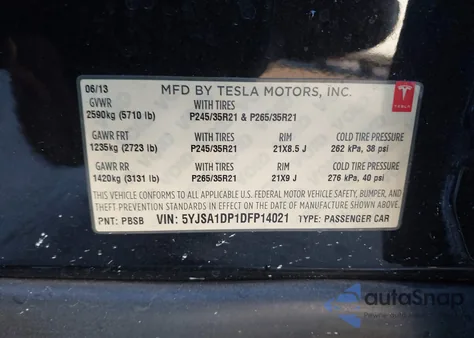 06/13 MFD BY TESLA MOTORS, INC.
GVWR WITH TIRES
2590kg (5710 lb) P245/35R21 & P265/35R21
TESLA
GAWR FRT WITH TIRES RIM COLD TIRE PRESSURE
1235kg (2723 lb) P245/35R21 21X8.5 J 262 kPa, 38 psi
GAWR RR WITH TIRES RIM COLD TIRE PRESSURE
1420kg (3131 lb) P265/35R21 21X9 J 276 kPa, 40 psi
THIS VEHICLE CONFORMS TO ALL APPLICABLE U.S. FEDERAL MOTOR VEHICLE SAFETY, BUMPER, AND
THEFT PREVENTION STANDARDS IN EFFECT ON THE DATE OF MANUFACTURE SHOWN ABOVE.
PNT: PBSB VIN: 5YJSA1DP1DFP14021 TYPE: PASSENGER CAR
autoSnap